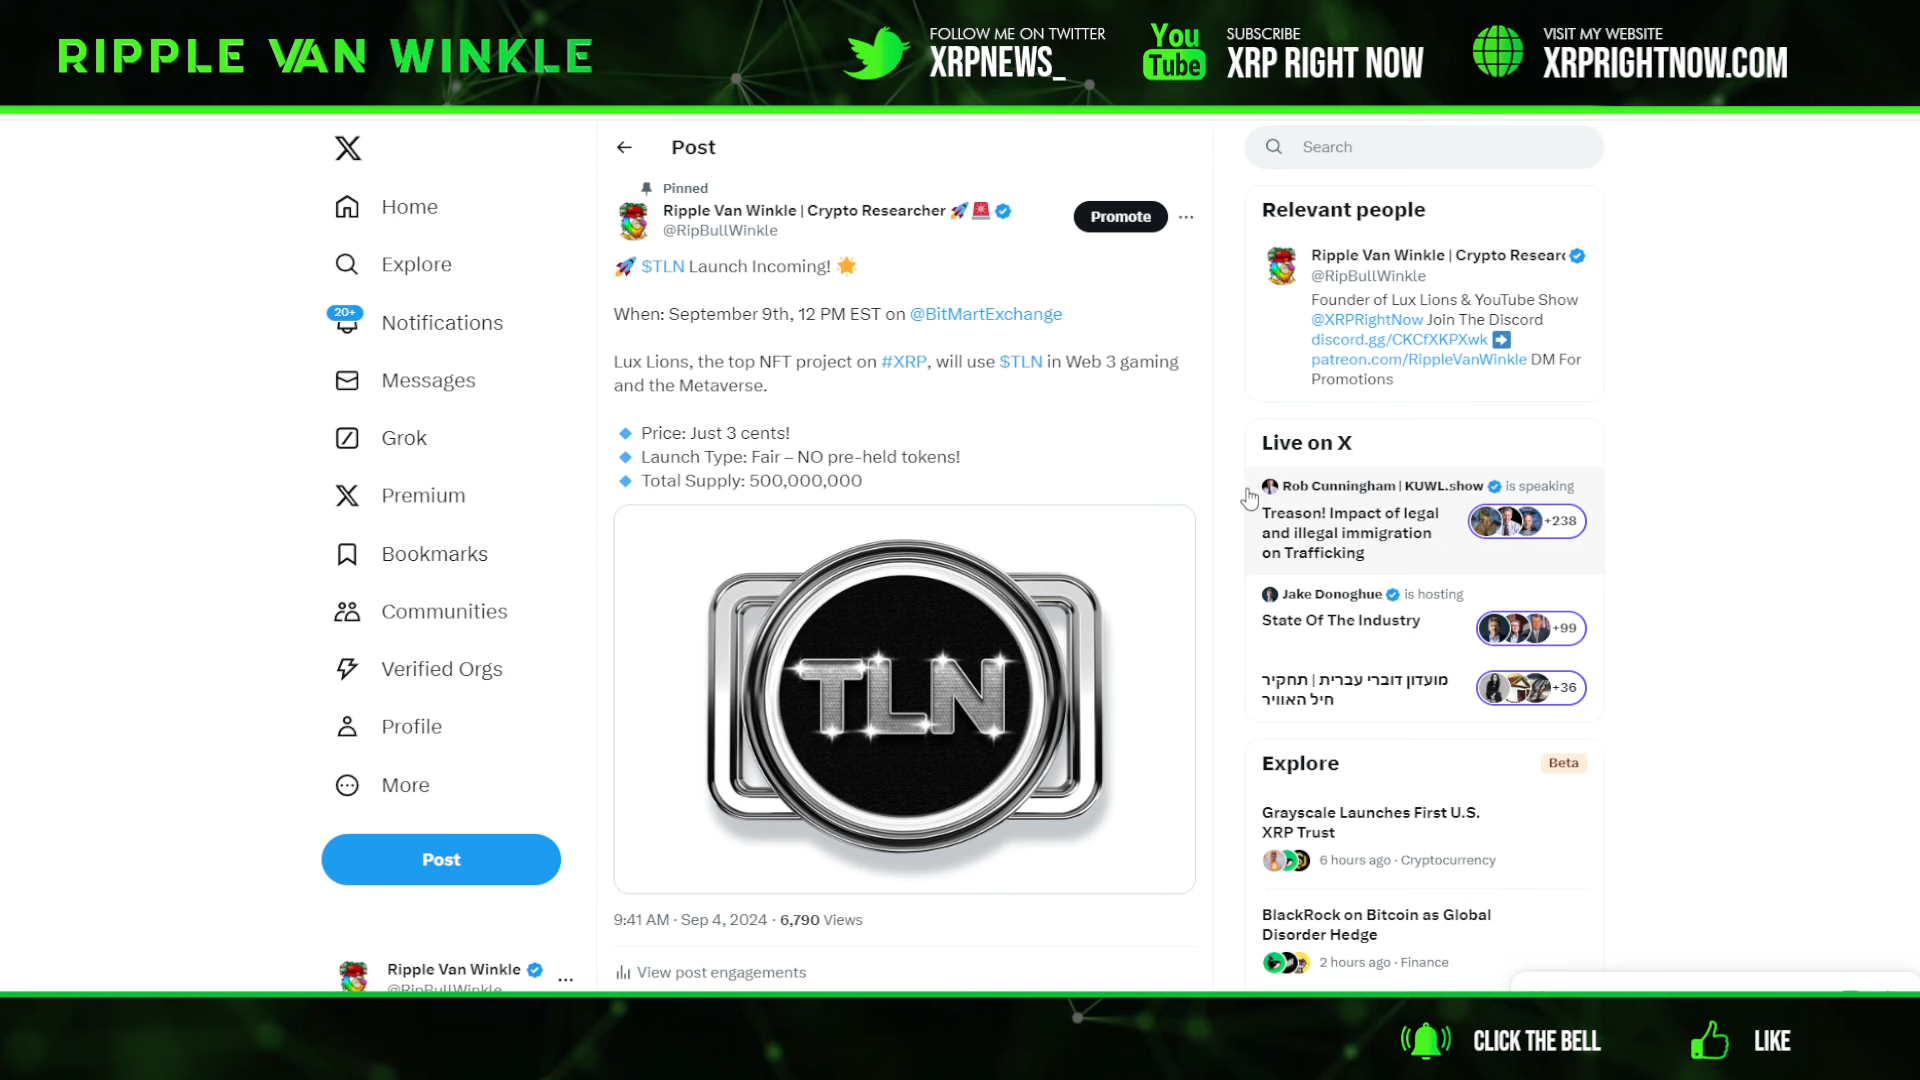 RIPPLE VAN WINKLE
FOLLOW ME ON TWITTER
XRPNEWS_
You
Tube
SUBSCRIBE
XRP RIGHT NOW
VISIT MY WEBSITE
XRPRIGHTNOW.COM
Home
Explore
20+
Notifications
Messages
Grok
Premium
Bookmarks
Communities
Verified Orgs
Profile
More
Post
Ripple Van Winkle
@RipBullWinkle
Post
Pinned
Ripple Van Winkle | Crypto Researcher 🚀🚨
@RipBullWinkle
Promote
🚀 $TLN Launch Incoming! 🌟
When: September 9th, 12 PM EST on @BitMartExchange
Lux Lions, the top NFT project on #XRP, will use $TLN in Web 3 gaming
and the Metaverse.
🔹 Price: Just 3 cents!
🔹 Launch Type: Fair – NO pre-held tokens!
🔹 Total Supply: 500,000,000
TLN
9:41 AM · Sep 4, 2024 · 6,790 Views
View post engagements
Search
Relevant people
Ripple Van Winkle | Crypto Researc
@RipBullWinkle
Founder of Lux Lions & YouTube Show
@XRPRightNow Join The Discord
discord.gg/CKCfXKPXwk ➡️
patreon.com/RippleVanWinkle DM For
Promotions
Live on X
Rob Cunningham | KUWL.show is speaking
Treason! Impact of legal
and illegal immigration
on Trafficking
+238
Jake Donoghue is hosting
State Of The Industry
+99
מועדון דוברי עברית | תחקיר
חיל האוויר
+36
Explore
Beta
Grayscale Launches First U.S.
XRP Trust
6 hours ago · Cryptocurrency
BlackRock on Bitcoin as Global
Disorder Hedge
2 hours ago · Finance
CLICK THE BELL
LIKE